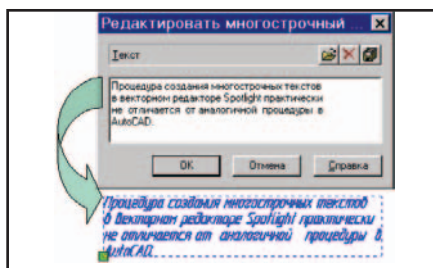 Редактировать многострочный ...
Текст
Процедура создания многострочных текстов
в векторном редакторе Spotlight практически
не отличается от аналогичной процедуры в
AutoCAD.
ОК Отмена Справка
Процедура создания многострочных текстов
в векторном редакторе Spotlight практически
не отличается от аналогичной процедуры в
AutoCAD.